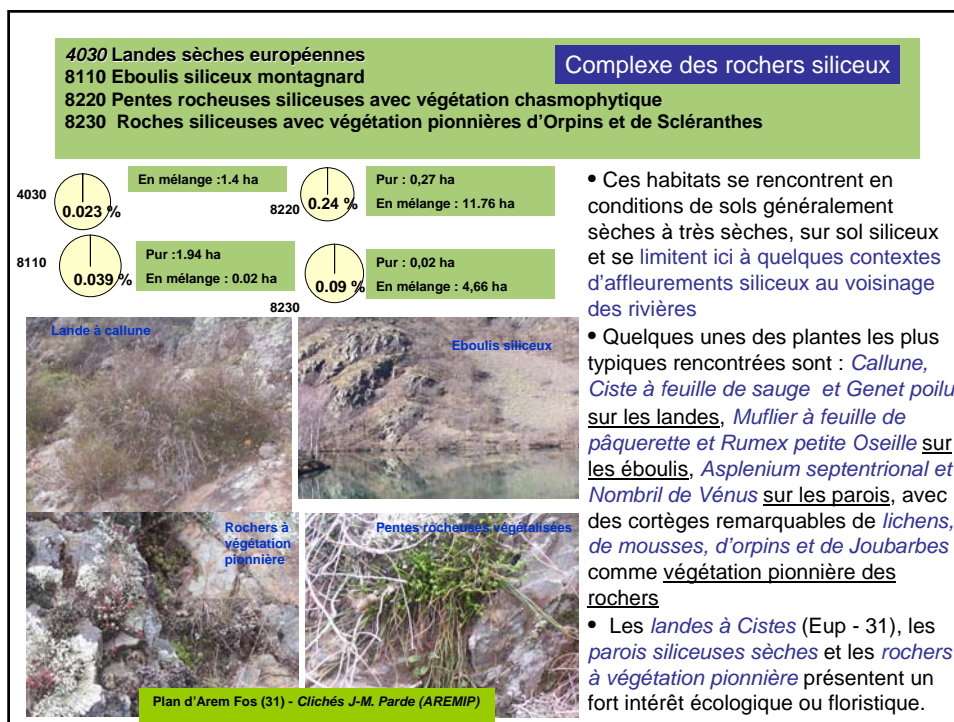 4030 Landes sèches européennes
8110 Eboulis siliceux montagnard
8220 Pentes rocheuses siliceuses avec végétation chasmophytique
8230 Roches siliceuses avec végétation pionnières d'Orpins et de Scléranthes
Complexe des rochers siliceux
4030
0.023 %
En mélange :1.4 ha
8220
0.24 %
Pur : 0,27 ha
En mélange : 11.76 ha
8110
0.039 %
Pur :1.94 ha
En mélange : 0.02 ha
8230
0.09 %
Pur : 0,02 ha
En mélange : 4,66 ha
Lande à callune
Eboulis siliceux
Rochers à
végétation
pionnière
Pentes rocheuses végétalisées
Plan d'Arem Fos (31) - Clichés J-M. Parde (AREMIP)
• Ces habitats se rencontrent en
conditions de sols généralement
sèches à très sèches, sur sol siliceux
et se limitent ici à quelques contextes
d'affleurements siliceux au voisinage
des rivières
• Quelques unes des plantes les plus
typiques rencontrées sont : Callune,
Ciste à feuille de sauge et Genet poilu
sur les landes, Muflier à feuille de
pâquerette et Rumex petite Oseille sur
les éboulis, Asplenium septentrional et
Nombril de Vénus sur les parois, avec
des cortèges remarquables de lichens,
de mousses, d'orpins et de Joubarbes
comme végétation pionnière des
rochers
• Les landes à Cistes (Eup - 31), les
parois siliceuses sèches et les rochers
à végétation pionnière présentent un
fort intérêt écologique ou floristique.